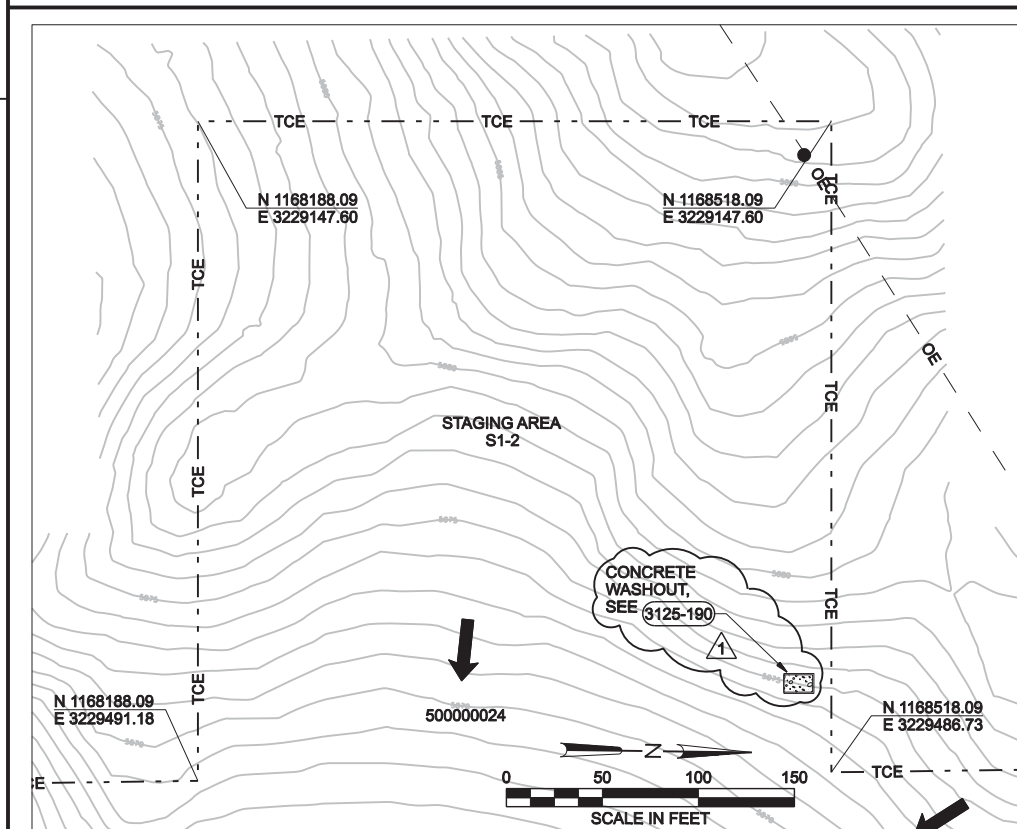 TCE
TCE
TCE
OE
TCE
N 1168188.09
E 3229147.60
N 1168518.09
E 3229147.60
TCE
OE
TCE
STAGING AREA
S1-2
TCE
5075
CONCRETE
WASHOUT,
SEE
3125-190
TCE
1
TCE
N 1168188.09
E 3229491.18
500000024
N 1168518.09
E 3229486.73
N
TCE
CE
0 50 100 150
SCALE IN FEET